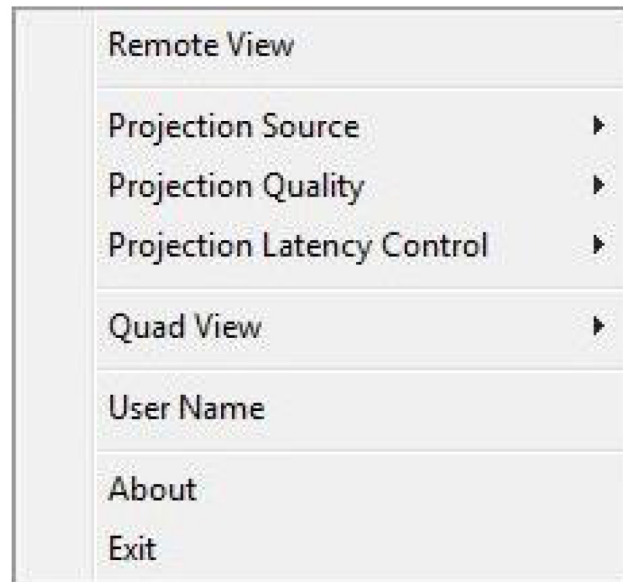 Remote View
Projection Source
Projection Quality
Projection Latency Control
Quad View
User Name
About
Exit